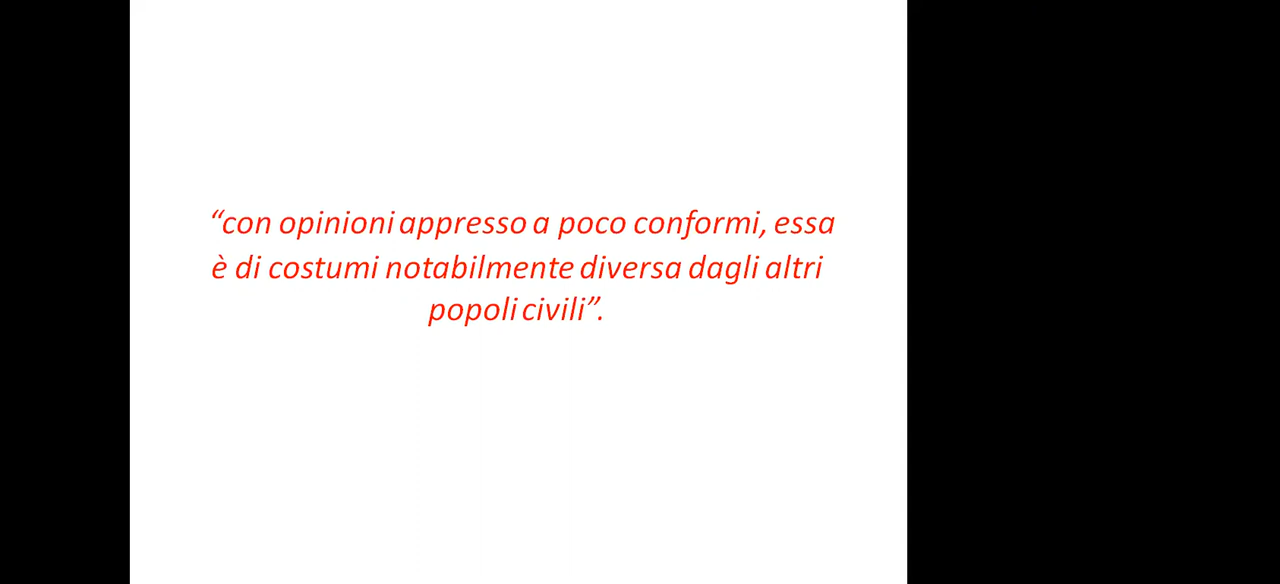 “con opinioni appresso a poco conformi, essa
è di costumi notabilmente diversa dagli altri
popoli civili”.